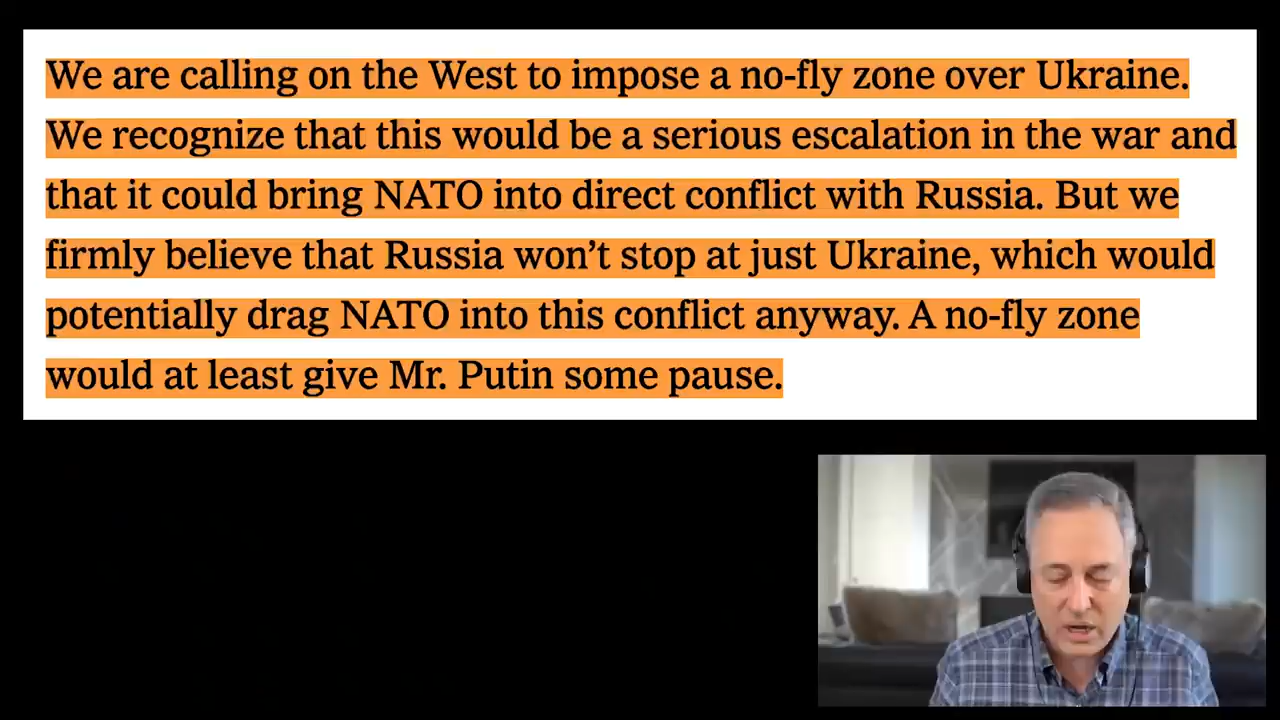 We are calling on the West to impose a no-fly zone over Ukraine.
We recognize that this would be a serious escalation in the war and
that it could bring NATO into direct conflict with Russia. But we
firmly believe that Russia won’t stop at just Ukraine, which would
potentially drag NATO into this conflict anyway. A no-fly zone
would at least give Mr. Putin some pause.